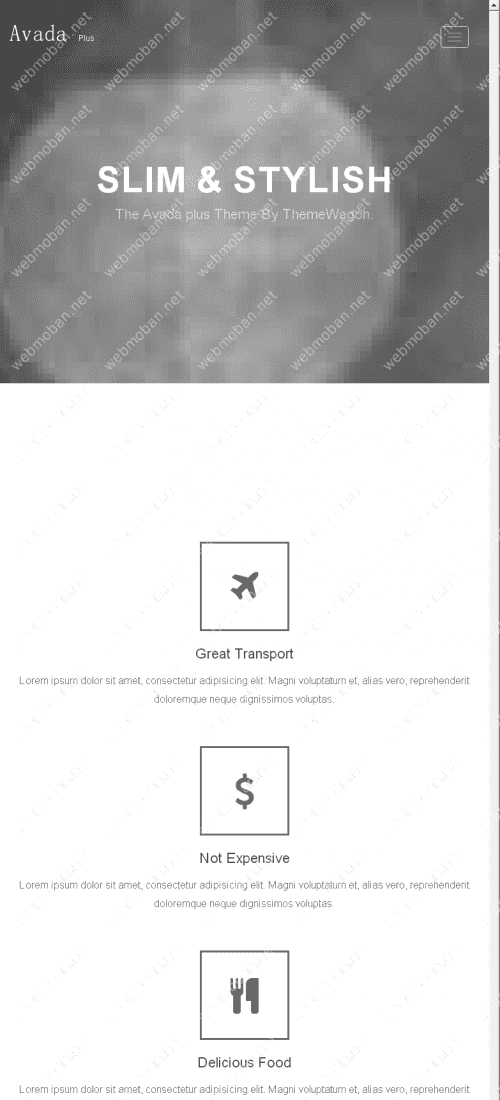 Avada Plus
SLIM & STYLISH
The Avada plus Theme By ThemeWagon.
Great Transport
Lorem ipsum dolor sit amet, consectetur adipisicing elit. Magni voluptatum et, alias vero, reprehenderit
doloremque neque dignissimos voluptas.
Not Expensive
Lorem ipsum dolor sit amet, consectetur adipisicing elit. Magni voluptatum et, alias vero, reprehenderit
doloremque neque dignissimos voluptas.
Delicious Food
Lorem ipsum dolor sit amet, consectetur adipisicing elit. Magni voluptatum et, alias vero, reprehenderit
webmoban.net